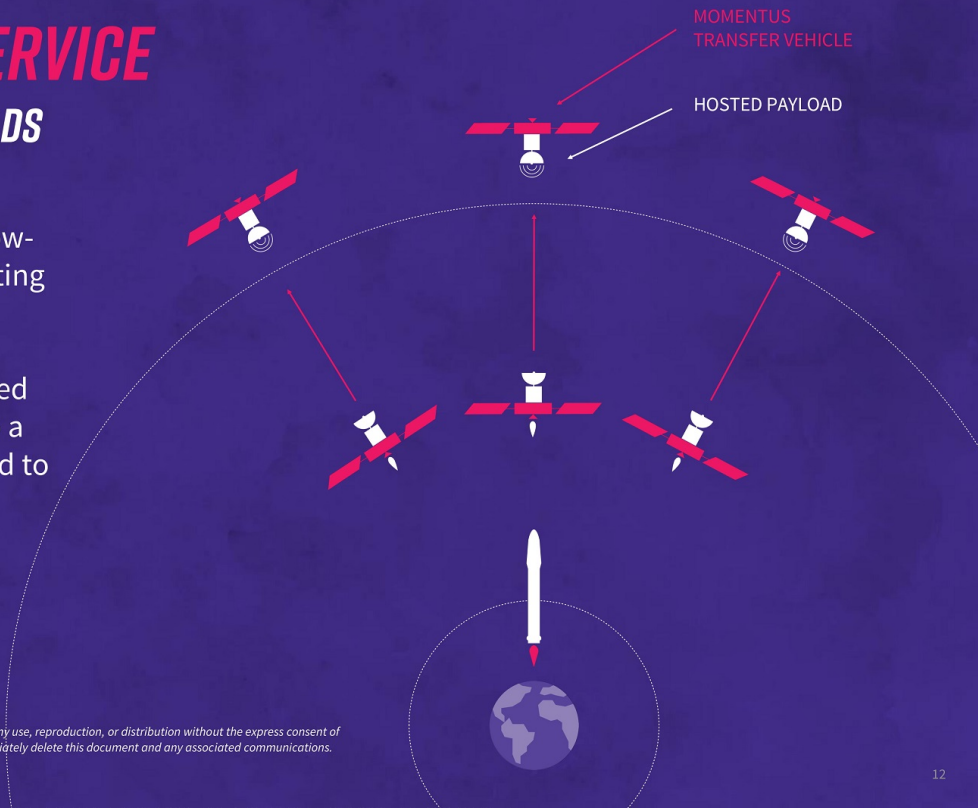 ERVICE
DS
ow-
ting
ed
a
d to
MOMENTUS
TRANSFER VEHICLE
HOSTED PAYLOAD
ny use, reproduction, or distribution without the express consent of
iately delete this document and any associated communications.
12